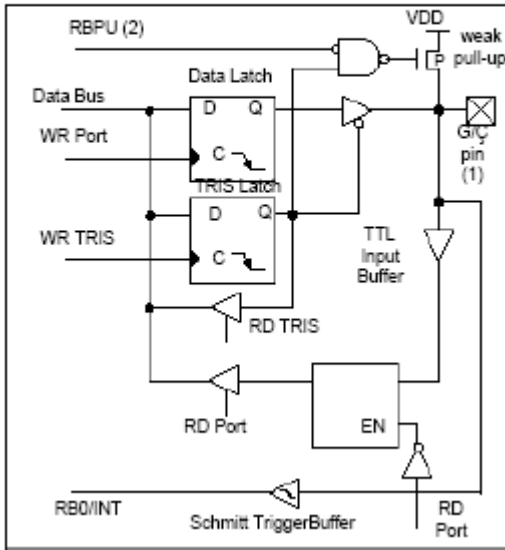 VDD
RBPU (2)
weak
pull-up
P
Data Latch
Data Bus
D Q
WR Port
C
G/Ç
pin
(1)
TRIS Latch
D Q
WR TRIS
C
TTL
Input
Buffer
RD TRIS
RD Port
EN
RB0/INT
Schmitt TriggerBuffer
RD
Port